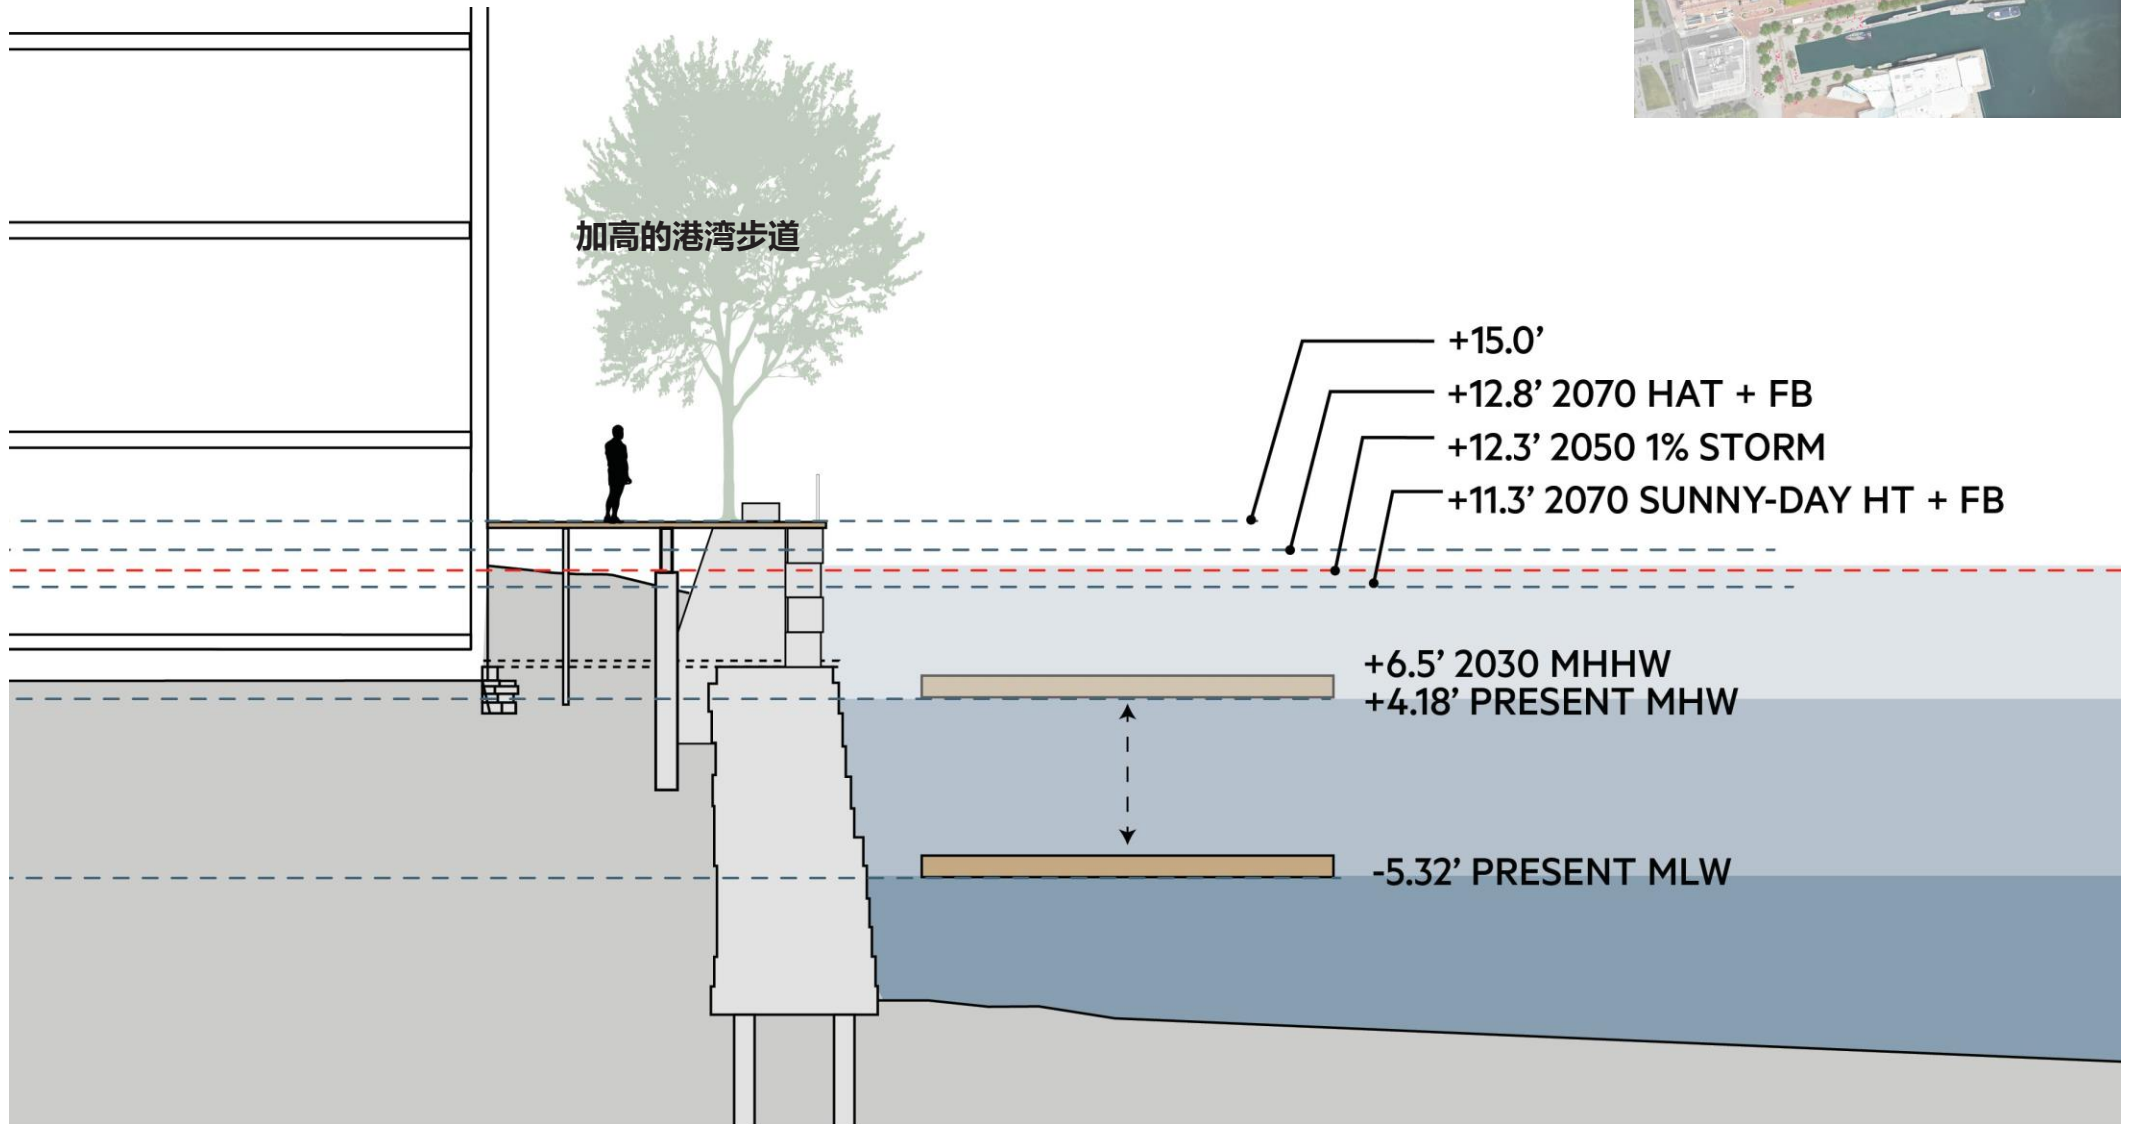 加高的港湾步道
+15.0’
+12.8’ 2070 HAT + FB
+12.3’ 2050 1% STORM
+11.3’ 2070 SUNNY-DAY HT + FB
+6.5’ 2030 MHHW
+4.18’ PRESENT MHW
-5.32’ PRESENT MLW